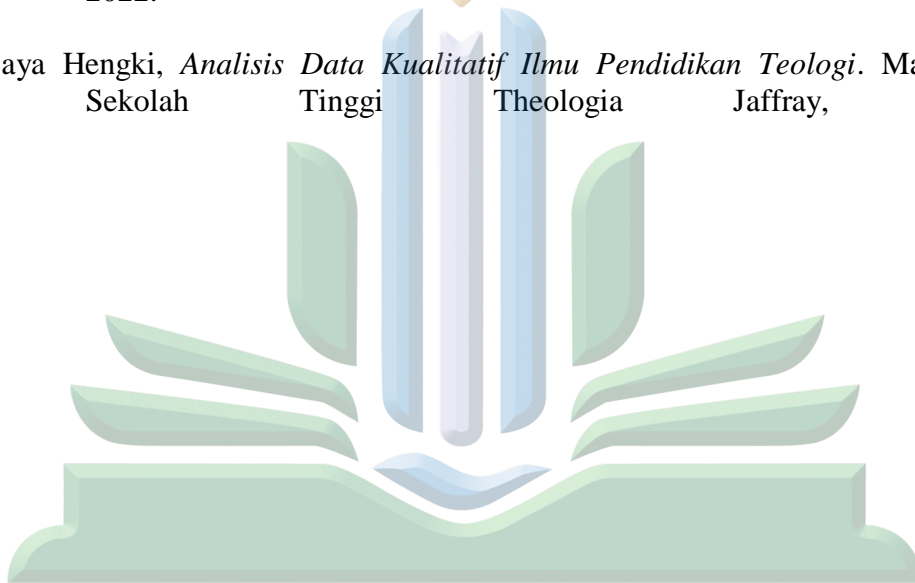 2022.
aya Hengki, Analisis Data Kualitatif Ilmu Pendidikan Teologi. Ma
Sekolah Tinggi Theologia Jaffray,